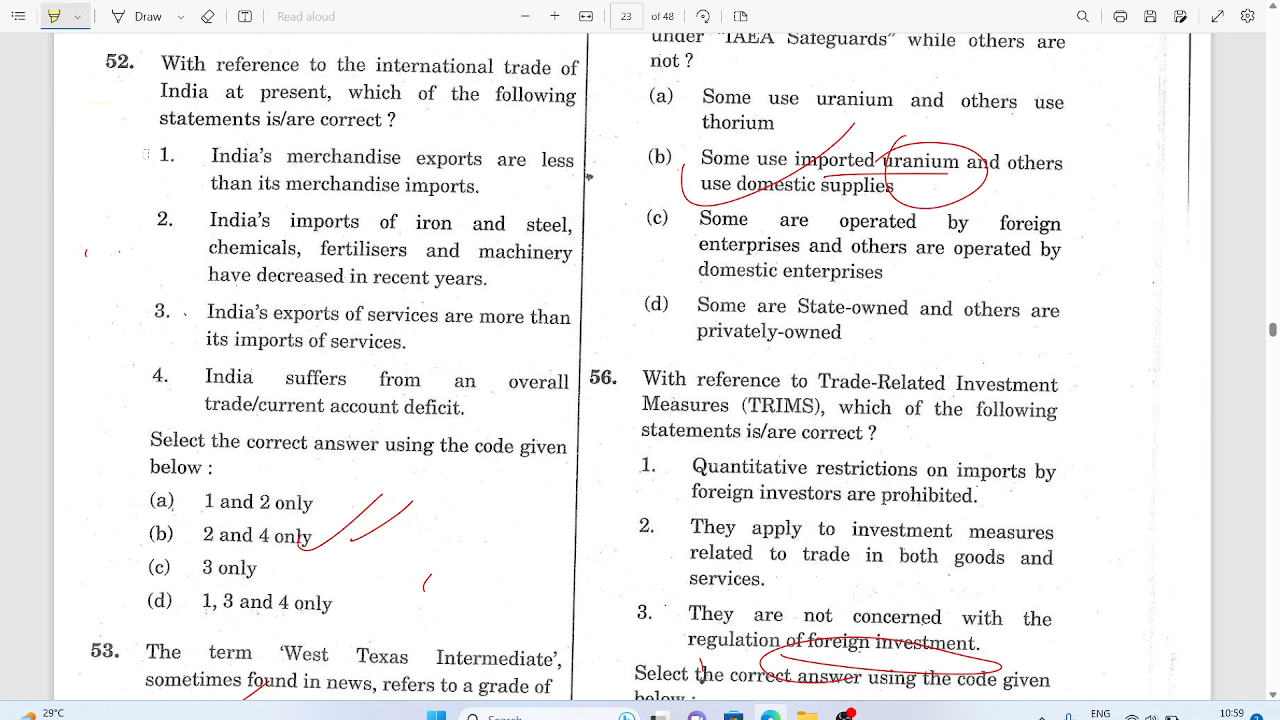 Draw
Read aloud
23
of 48
52. With reference to the international trade of
India at present, which of the following
statements is/are correct ?
1. India's merchandise exports are less
than its merchandise imports.
2. India's imports of iron and steel,
chemicals, fertilisers and machinery
have decreased in recent years.
3. India's exports of services are more than
its imports of services.
4. India suffers from an overall
trade/current account deficit.
Select the correct answer using the code given
below :
(a) 1 and 2 only
(b) 2 and 4 only
(c) 3 only
(d) 1, 3 and 4 only
53. The term 'West Texas Intermediate',
sometimes found in news, refers to a grade of
under "IAEA Safeguards" while others are
not ?
(a) Some use uranium and others use
thorium
(b) Some use imported uranium and others
use domestic supplies
(c) Some are operated by foreign
enterprises and others are operated by
domestic enterprises
(d) Some are State-owned and others are
privately-owned
56. With reference to Trade-Related Investment
Measures (TRIMS), which of the following
statements is/are correct ?
1. Quantitative restrictions on imports by
foreign investors are prohibited.
2. They apply to investment measures
related to trade in both goods and
services.
3. They are not concerned with the
regulation of foreign investment.
Select the correct answer using the code given
below :
29°C
Search
ENG
10:59